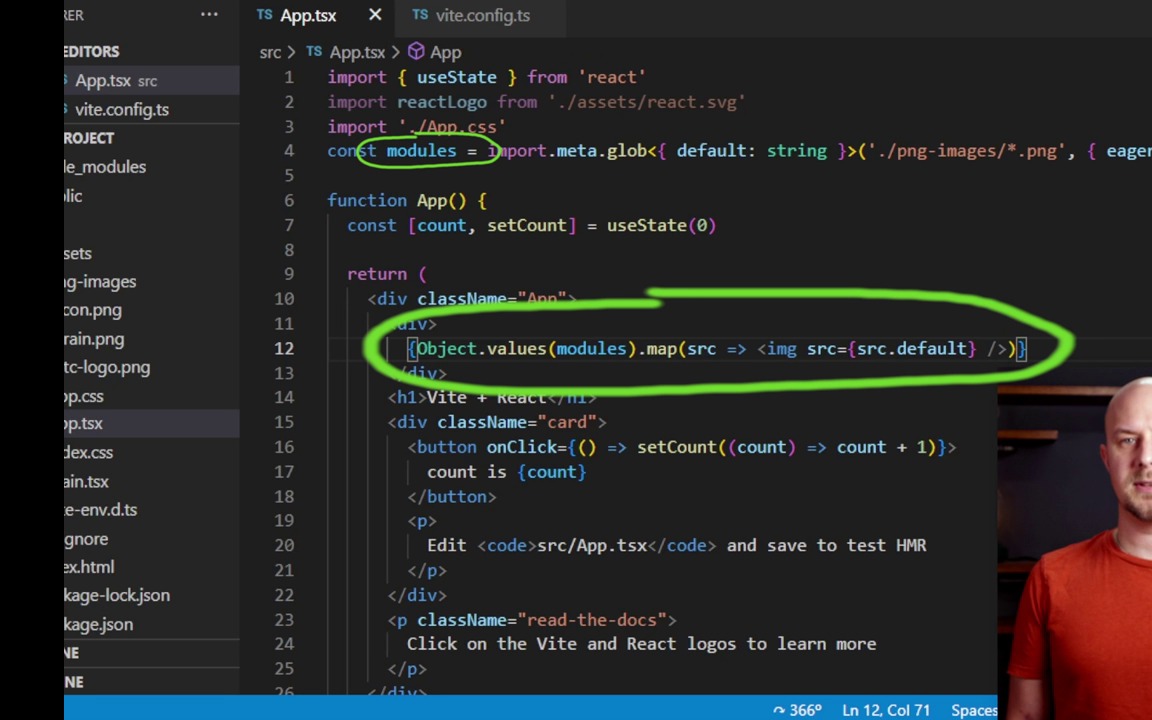 RER ··· TS App.tsx × TS vite.config.ts
EDITORS
App.tsx src
vite.config.ts
ROJECT
le_modules
lic
sets
ng-images
con.png
rain.png
tc-logo.png
pp.css
pp.tsx
dex.css
ain.tsx
te-env.d.ts
gnore
ex.html
kage-lock.json
kage.json
NE
NE
src > TS App.tsx > App
1 import { useState } from 'react'
2 import reactLogo from './assets/react.svg'
3 import './App.css'
4 const modules = import.meta.glob<{ default: string }>('./png-images/*.png', { eager
5
6 function App() {
7 const [count, setCount] = useState(0)
8
9 return (
10 <div className="App">
11 <div>
12 {Object.values(modules).map(src => <img src={src.default} />)}
13 </div>
14 <h1>Vite + React</h1>
15 <div className="card">
16 <button onClick={() => setCount((count) => count + 1)}>
17 count is {count}
18 </button>
19 <p>
20 Edit <code>src/App.tsx</code> and save to test HMR
21 </p>
22 </div>
23 <p className="read-the-docs">
24 Click on the Vite and React logos to learn more
25 </p>
26 </div>
366° Ln 12, Col 71 Spaces